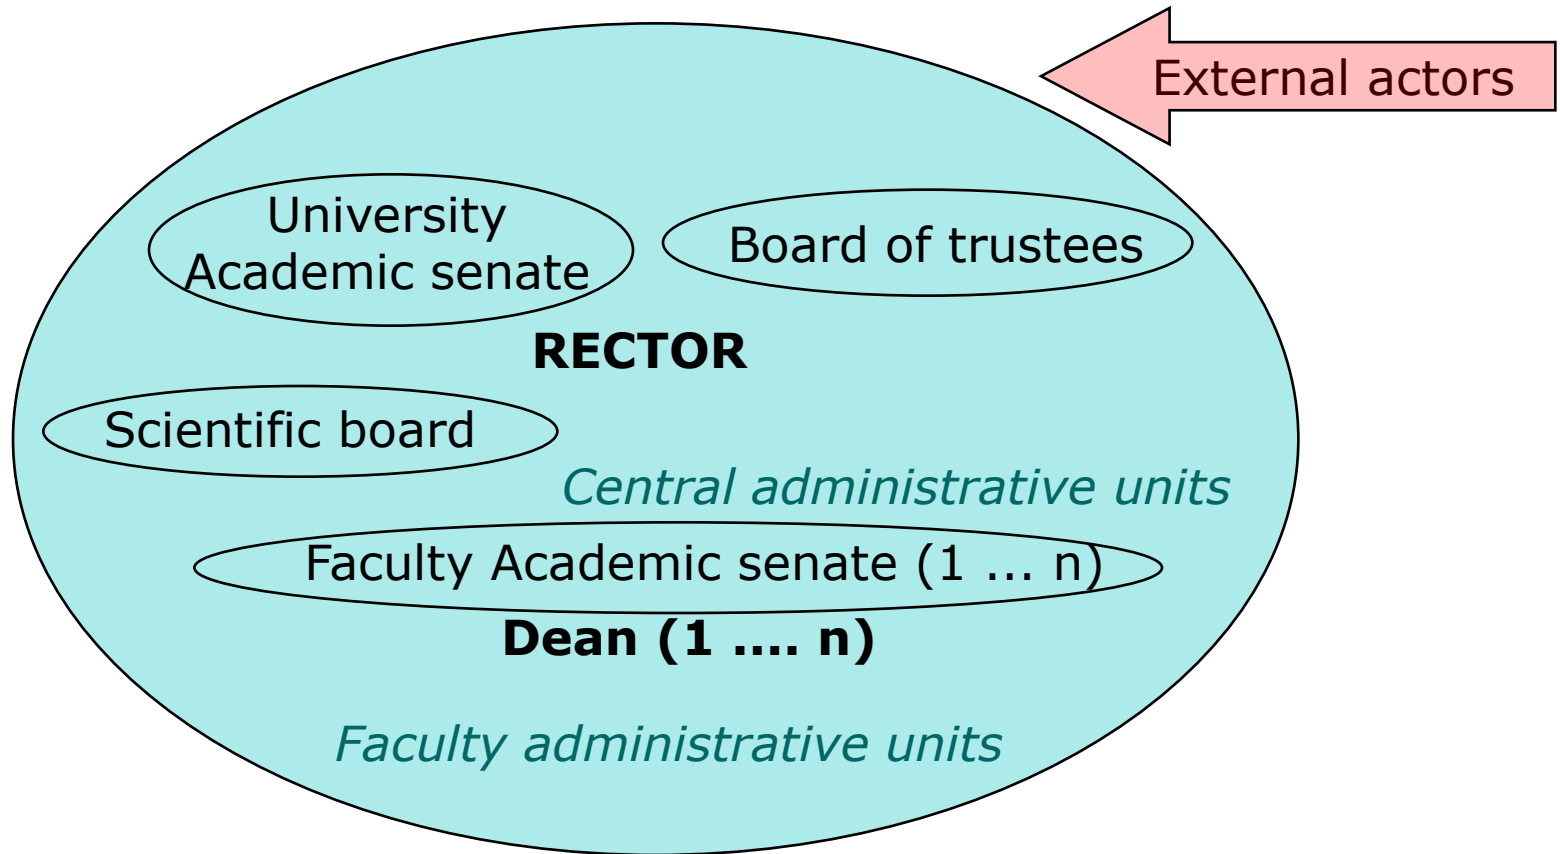 External actors
University
Academic senate
Board of trustees
RECTOR
Scientific board
Central administrative units
Faculty Academic senate (1 ... n)
Dean (1 .... n)
Faculty administrative units